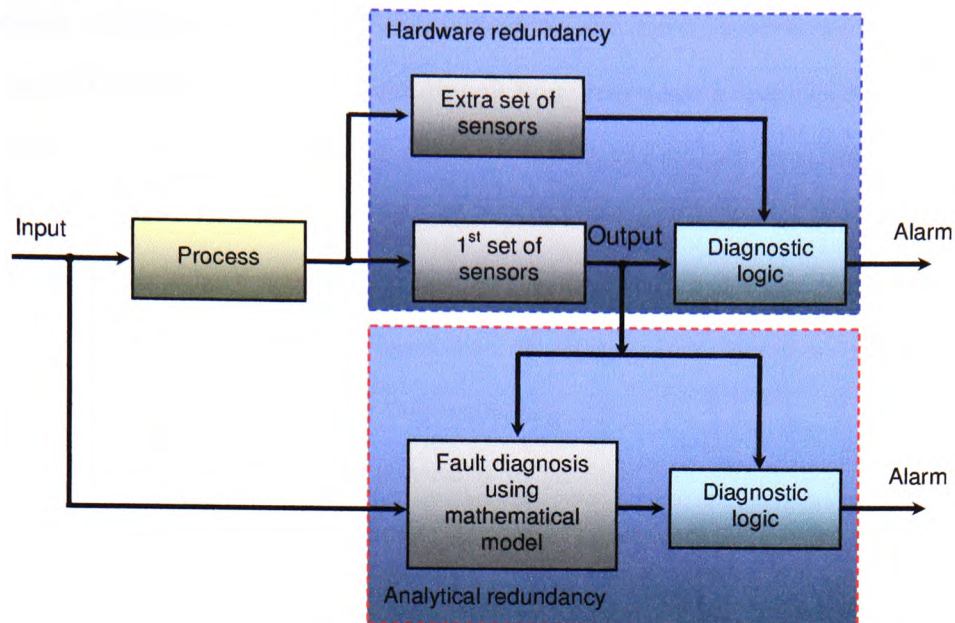 Hardware redundancy
Extra set of
sensors
Input
Process
1st set of
sensors
Output
Diagnostic
logic
Alarm
Fault diagnosis
using
mathematical
model
Diagnostic
logic
Alarm
Analytical redundancy